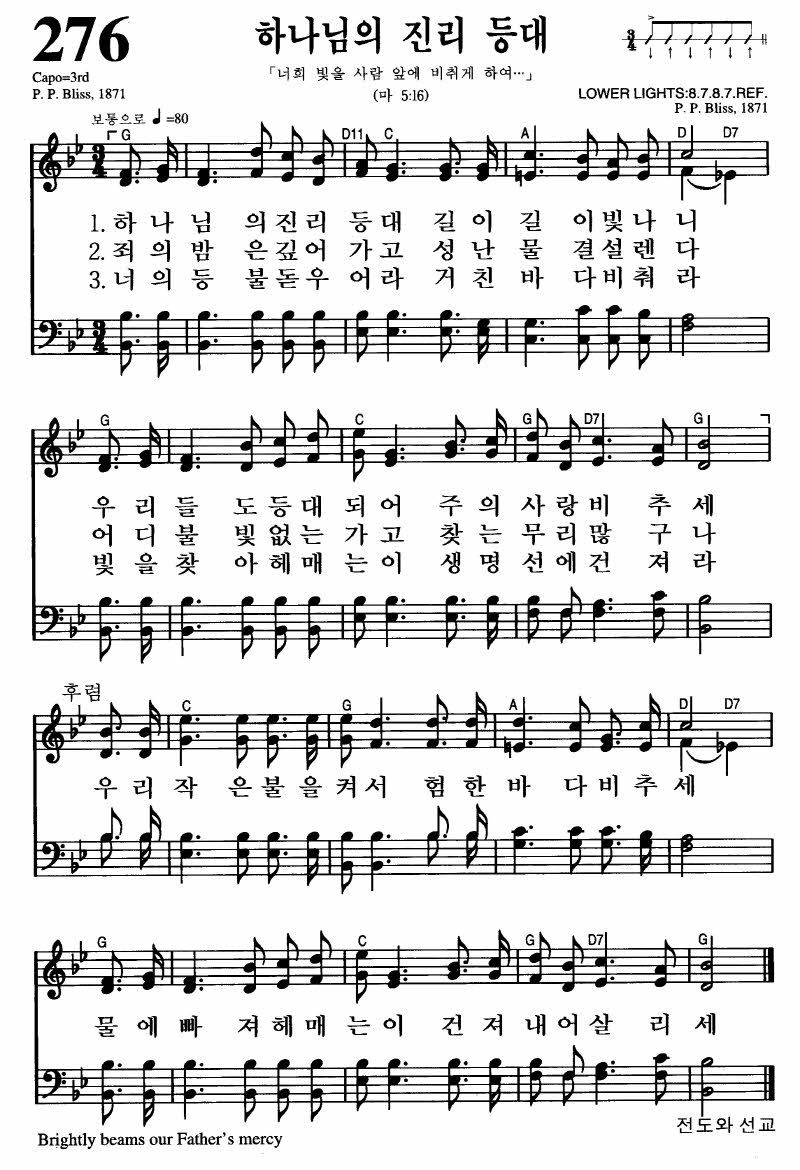 276
하나님의 진리 등대
「너희 빛을 사람 앞에 비취게 하여…」
(마 5:16)
Capo=3rd
P. P. Bliss, 1871
3/4
LOWER LIGHTS:8.7.8.7.REF.
P. P. Bliss, 1871
보통으로 ♩=80
G D11 C A D D7
1. 하 나 님 의 진 리 등 대 길 이 길 이 빛 나 니
2. 죄 의 밤 은 깊 어 가 고 성 난 물 결 설 렌 다
3. 너 의 등 불 돋 우 어 라 거 친 바 다 비 춰 라
G C G D7 G
우 리 들 도 등 대 되 어 주 의 사 랑 비 추 세
어 디 불 빛 없 는 가 고 찾 는 무 리 많 구 나
빛 을 찾 아 헤 매 는 이 생 명 선 에 건 져 라
후렴
C G A D D7
우 리 작 은 불 을 켜 서 험 한 바 다 비 추 세
G C G D7 G
물 에 빠 져 헤 매 는 이 건 져 내 어 살 리 세
전도와 선교
Brightly beams our Father's mercy